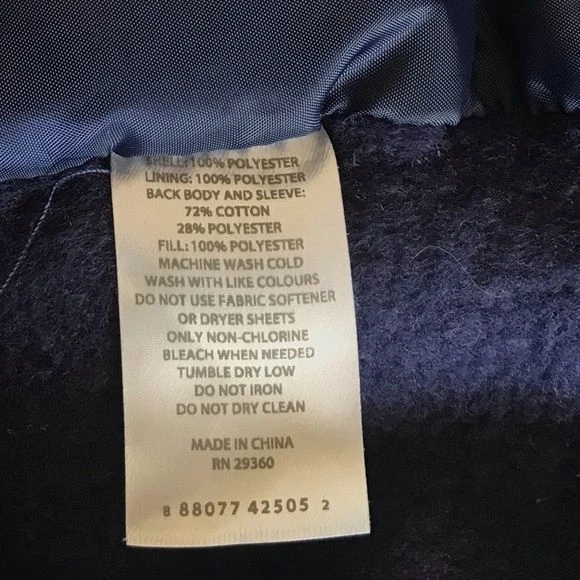 SHELL: 100% POLYESTER
LINING: 100% POLYESTER
BACK BODY AND SLEEVE:
72% COTTON
28% POLYESTER
FILL: 100% POLYESTER
MACHINE WASH COLD
WASH WITH LIKE COLOURS
DO NOT USE FABRIC SOFTENER
OR DRYER SHEETS
ONLY NON-CHLORINE
BLEACH WHEN NEEDED
TUMBLE DRY LOW
DO NOT IRON
DO NOT DRY CLEAN
MADE IN CHINA
RN 29360
8 88077 42505 2